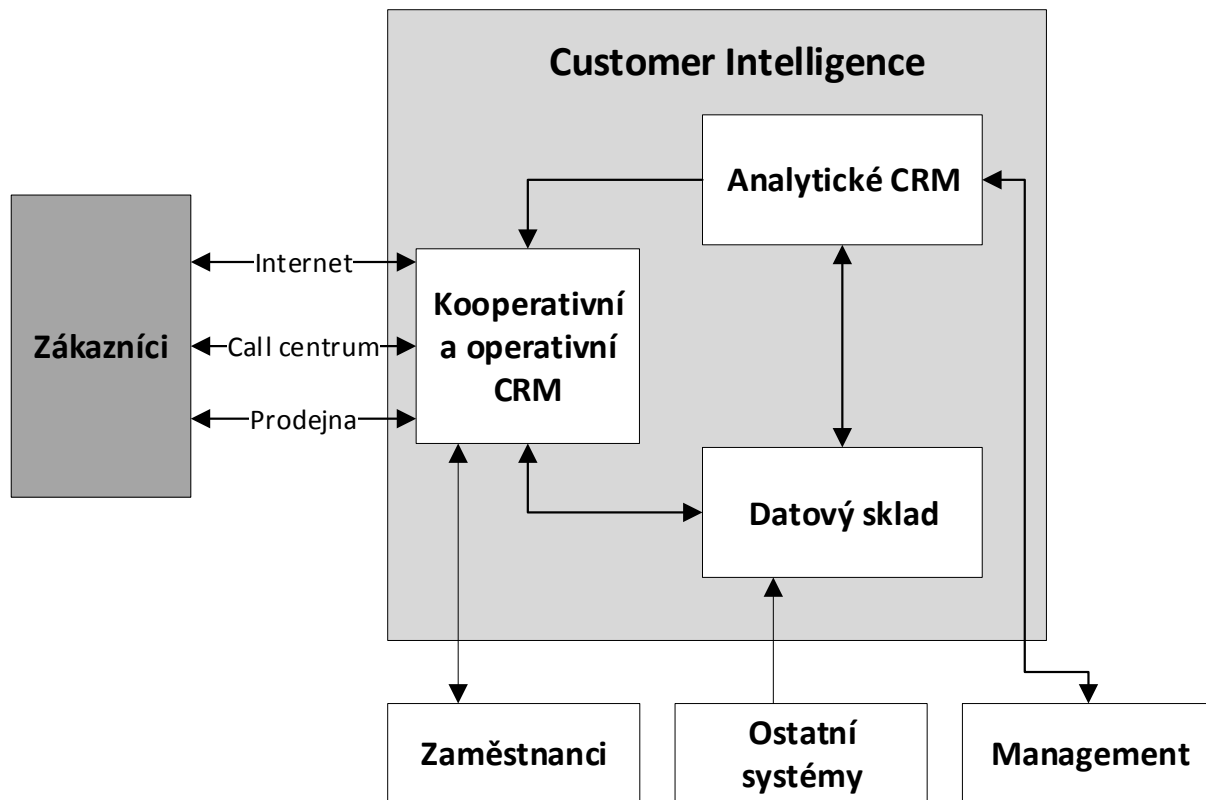 Customer Intelligence
Analytické CRM
Internet
Kooperativní
a operativní
CRM
Zákazníci
Call centrum
Prodejna
Datový sklad
Zaměstnanci
Ostatní
systémy
Management